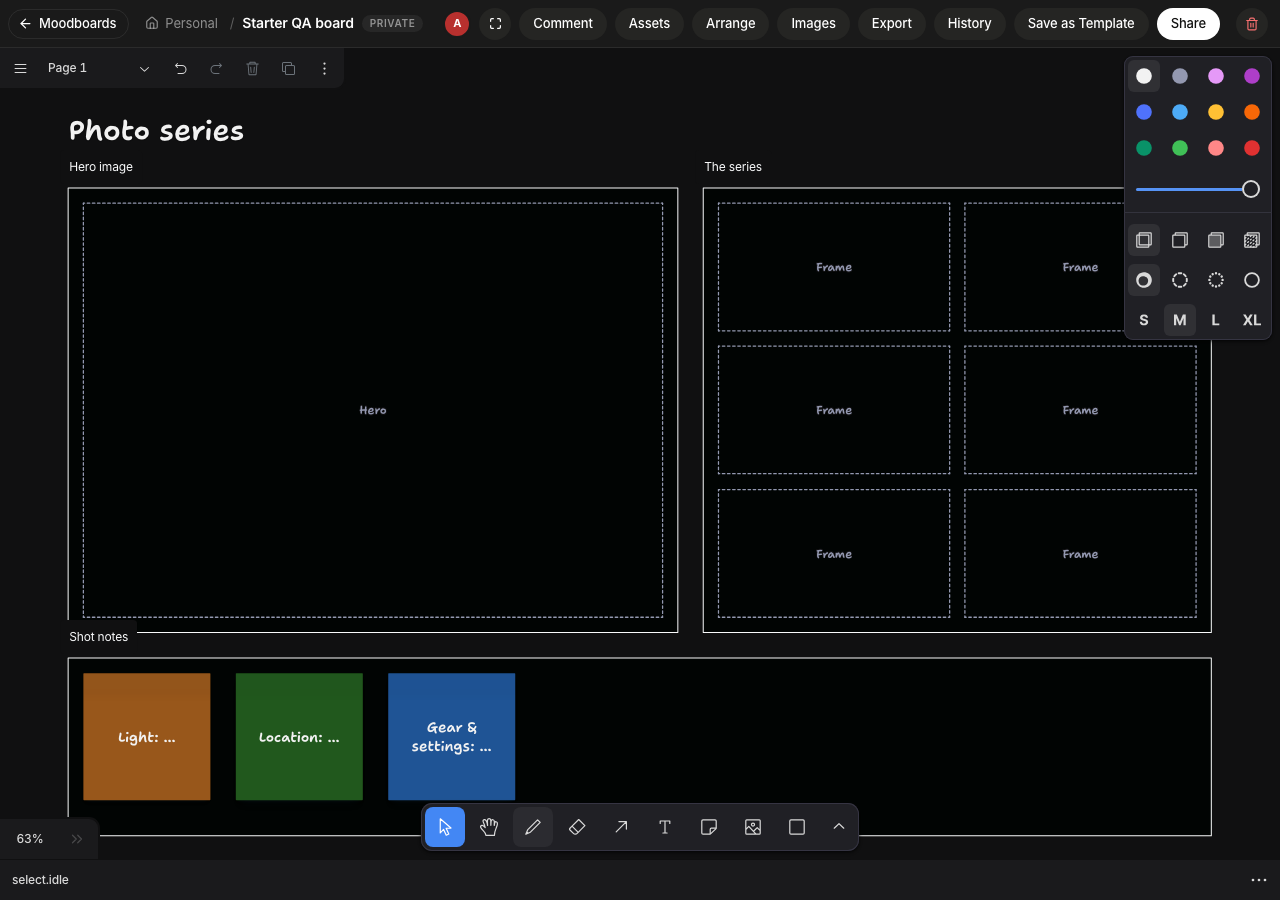 Moodboards
Personal / Starter QA board PRIVATE
A
Comment
Assets
Arrange
Images
Export
History
Save as Template
Share
Page 1
Photo series
Hero image
The series
Hero
Frame
Frame
Frame
Frame
Frame
Frame
S M L XL
Shot notes
Light: ...
Location: ...
Gear &
settings: ...
63%
select.idle